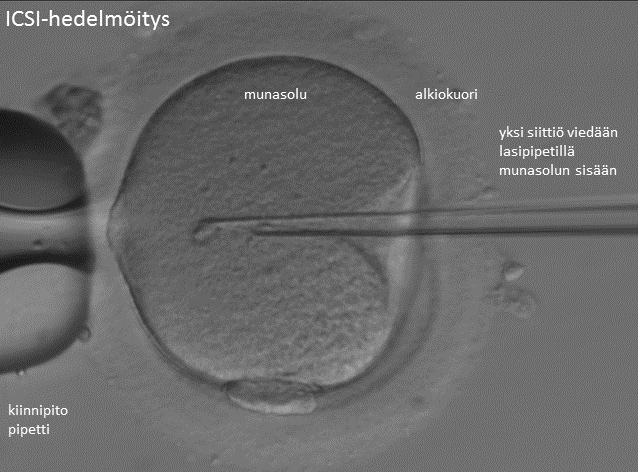 ICSI-hedelmöitys
munasolu
alkiokuori
yksi siittiö viedään
lasipipetillä
munasolun sisään
kiinnipito
pipetti